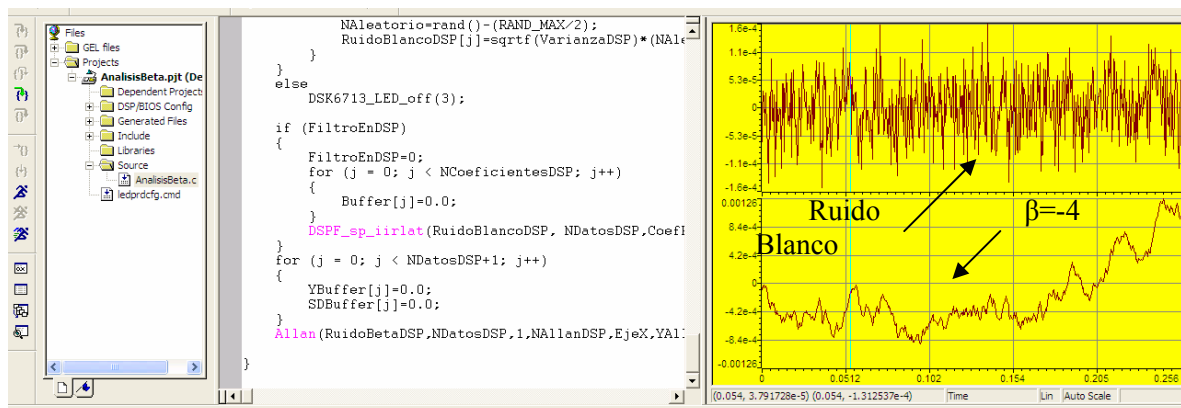 Files
GEL files
Projects
AnalisisBeta.pjt (De
Dependent Projects
DSP/BIOS Config
Generated Files
Include
Libraries
Source
AnalisisBeta.c
ledprdcfg.cmd
NAleatorio=rand()-(RAND_MAX/2);
RuidoBlancoDSP[j]=sqrtf(VarianzaDSP)*(NAle
}
}
else
DSK6713_LED_off(3);
if (FiltroEnDSP)
{
FiltroEnDSP=0;
for (j = 0; j < NCoeficientesDSP; j++)
{
Buffer[j]=0.0;
}
DSPF_sp_iirlat(RuidoBlancoDSP, NDatosDSP,CoefR
}
for (j = 0; j < NDatosDSP+1; j++)
{
YBuffer[j]=0.0;
SDBuffer[j]=0.0;
}
Allan(RuidoBetaDSP,NDatosDSP,1,NAllanDSP,EjeX,YAll
}
1.6e-4
1.1e-4
5.3e-5
0
-5.3e-5
-1.1e-4
-1.6e-4
0.00126
8.4e-4
4.2e-4
0
-4.2e-4
-8.4e-4
-0.00126
Ruido
Blanco
β=-4
0 0.0512 0.102 0.154 0.205 0.256
(0.054, 3.791728e-5) (0.054, -1.312537e-4) Time Lin Auto Scale